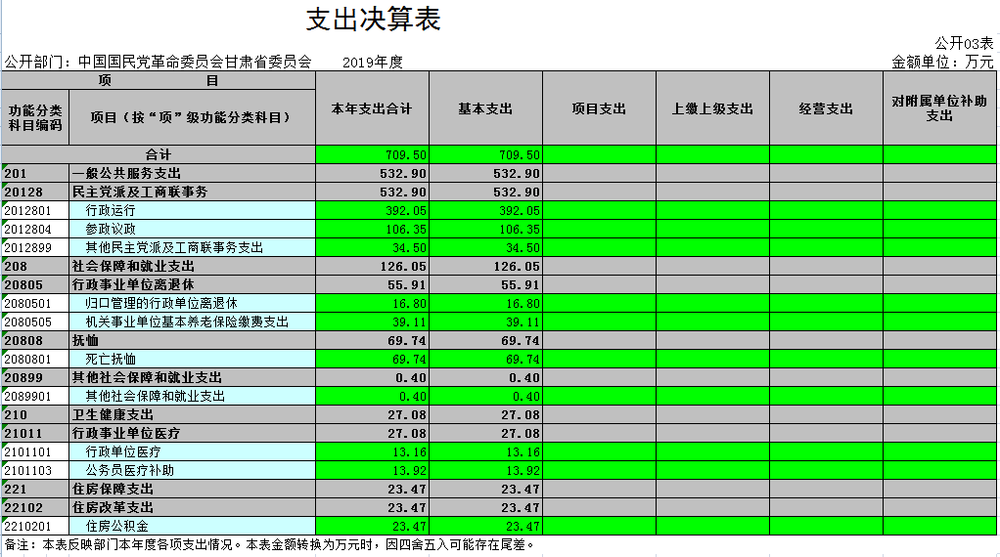 支出决算表
公开03表
公开部门：中国国民党革命委员会甘肃省委员会 2019年度 金额单位：万元
项 目 本年支出合计 基本支出 项目支出 上缴上级支出 经营支出 对附属单位补助支出
功能分类科目编码 项目（按“项”级功能分类科目）
合计 709.50 709.50
201 一般公共服务支出 532.90 532.90
20128 民主党派及工商联事务 532.90 532.90
2012801 行政运行 392.05 392.05
2012804 参政议政 106.35 106.35
2012899 其他民主党派及工商联事务支出 34.50 34.50
208 社会保障和就业支出 126.05 126.05
20805 行政事业单位离退休 55.91 55.91
2080501 归口管理的行政单位离退休 16.80 16.80
2080505 机关事业单位基本养老保险缴费支出 39.11 39.11
20808 抚恤 69.74 69.74
2080801 死亡抚恤 69.74 69.74
20899 其他社会保障和就业支出 0.40 0.40
2089901 其他社会保障和就业支出 0.40 0.40
210 卫生健康支出 27.08 27.08
21011 行政事业单位医疗 27.08 27.08
2101101 行政单位医疗 13.16 13.16
2101103 公务员医疗补助 13.92 13.92
221 住房保障支出 23.47 23.47
22102 住房改革支出 23.47 23.47
2210201 住房公积金 23.47 23.47
备注：本表反映部门本年度各项支出情况。本表金额转换为万元时，因四舍五入可能存在尾差。